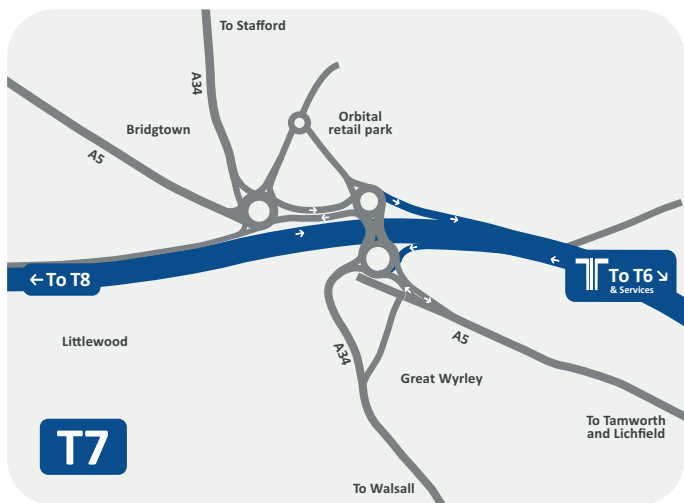 To Stafford
A34
Orbital
retail park
Bridgtown
A5
← To T8
To T6 ↘
& Services
Littlewood
A34
A5
Great Wyrley
To Tamworth
and Lichfield
T7
To Walsall